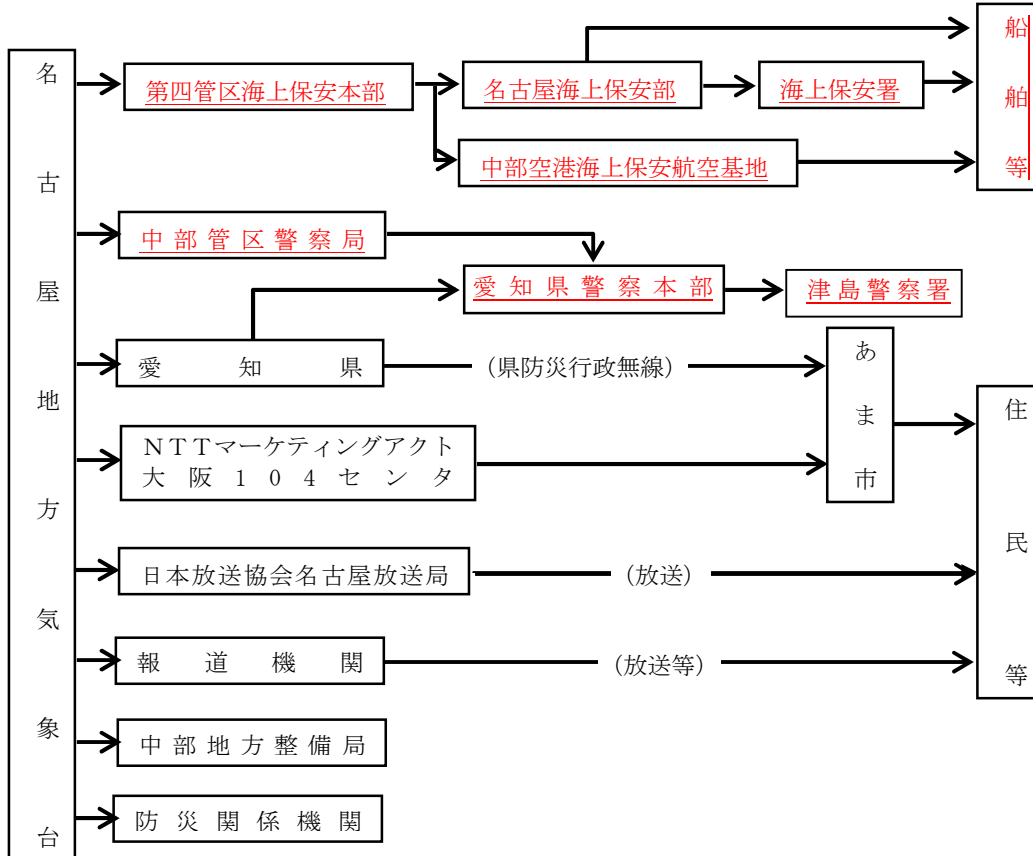 名古屋地方気象台
第四管区海上保安本部
名古屋海上保安部
海上保安署
船舶等
中部空港海上保安航空基地
中部管区警察局
愛知県警察本部
津島警察署
愛知県
（県防災行政無線）
あま市
NTTマーケティングアクト
大阪104センタ
住民等
日本放送協会名古屋放送局
（放送）
報道機関
（放送等）
中部地方整備局
防災関係機関